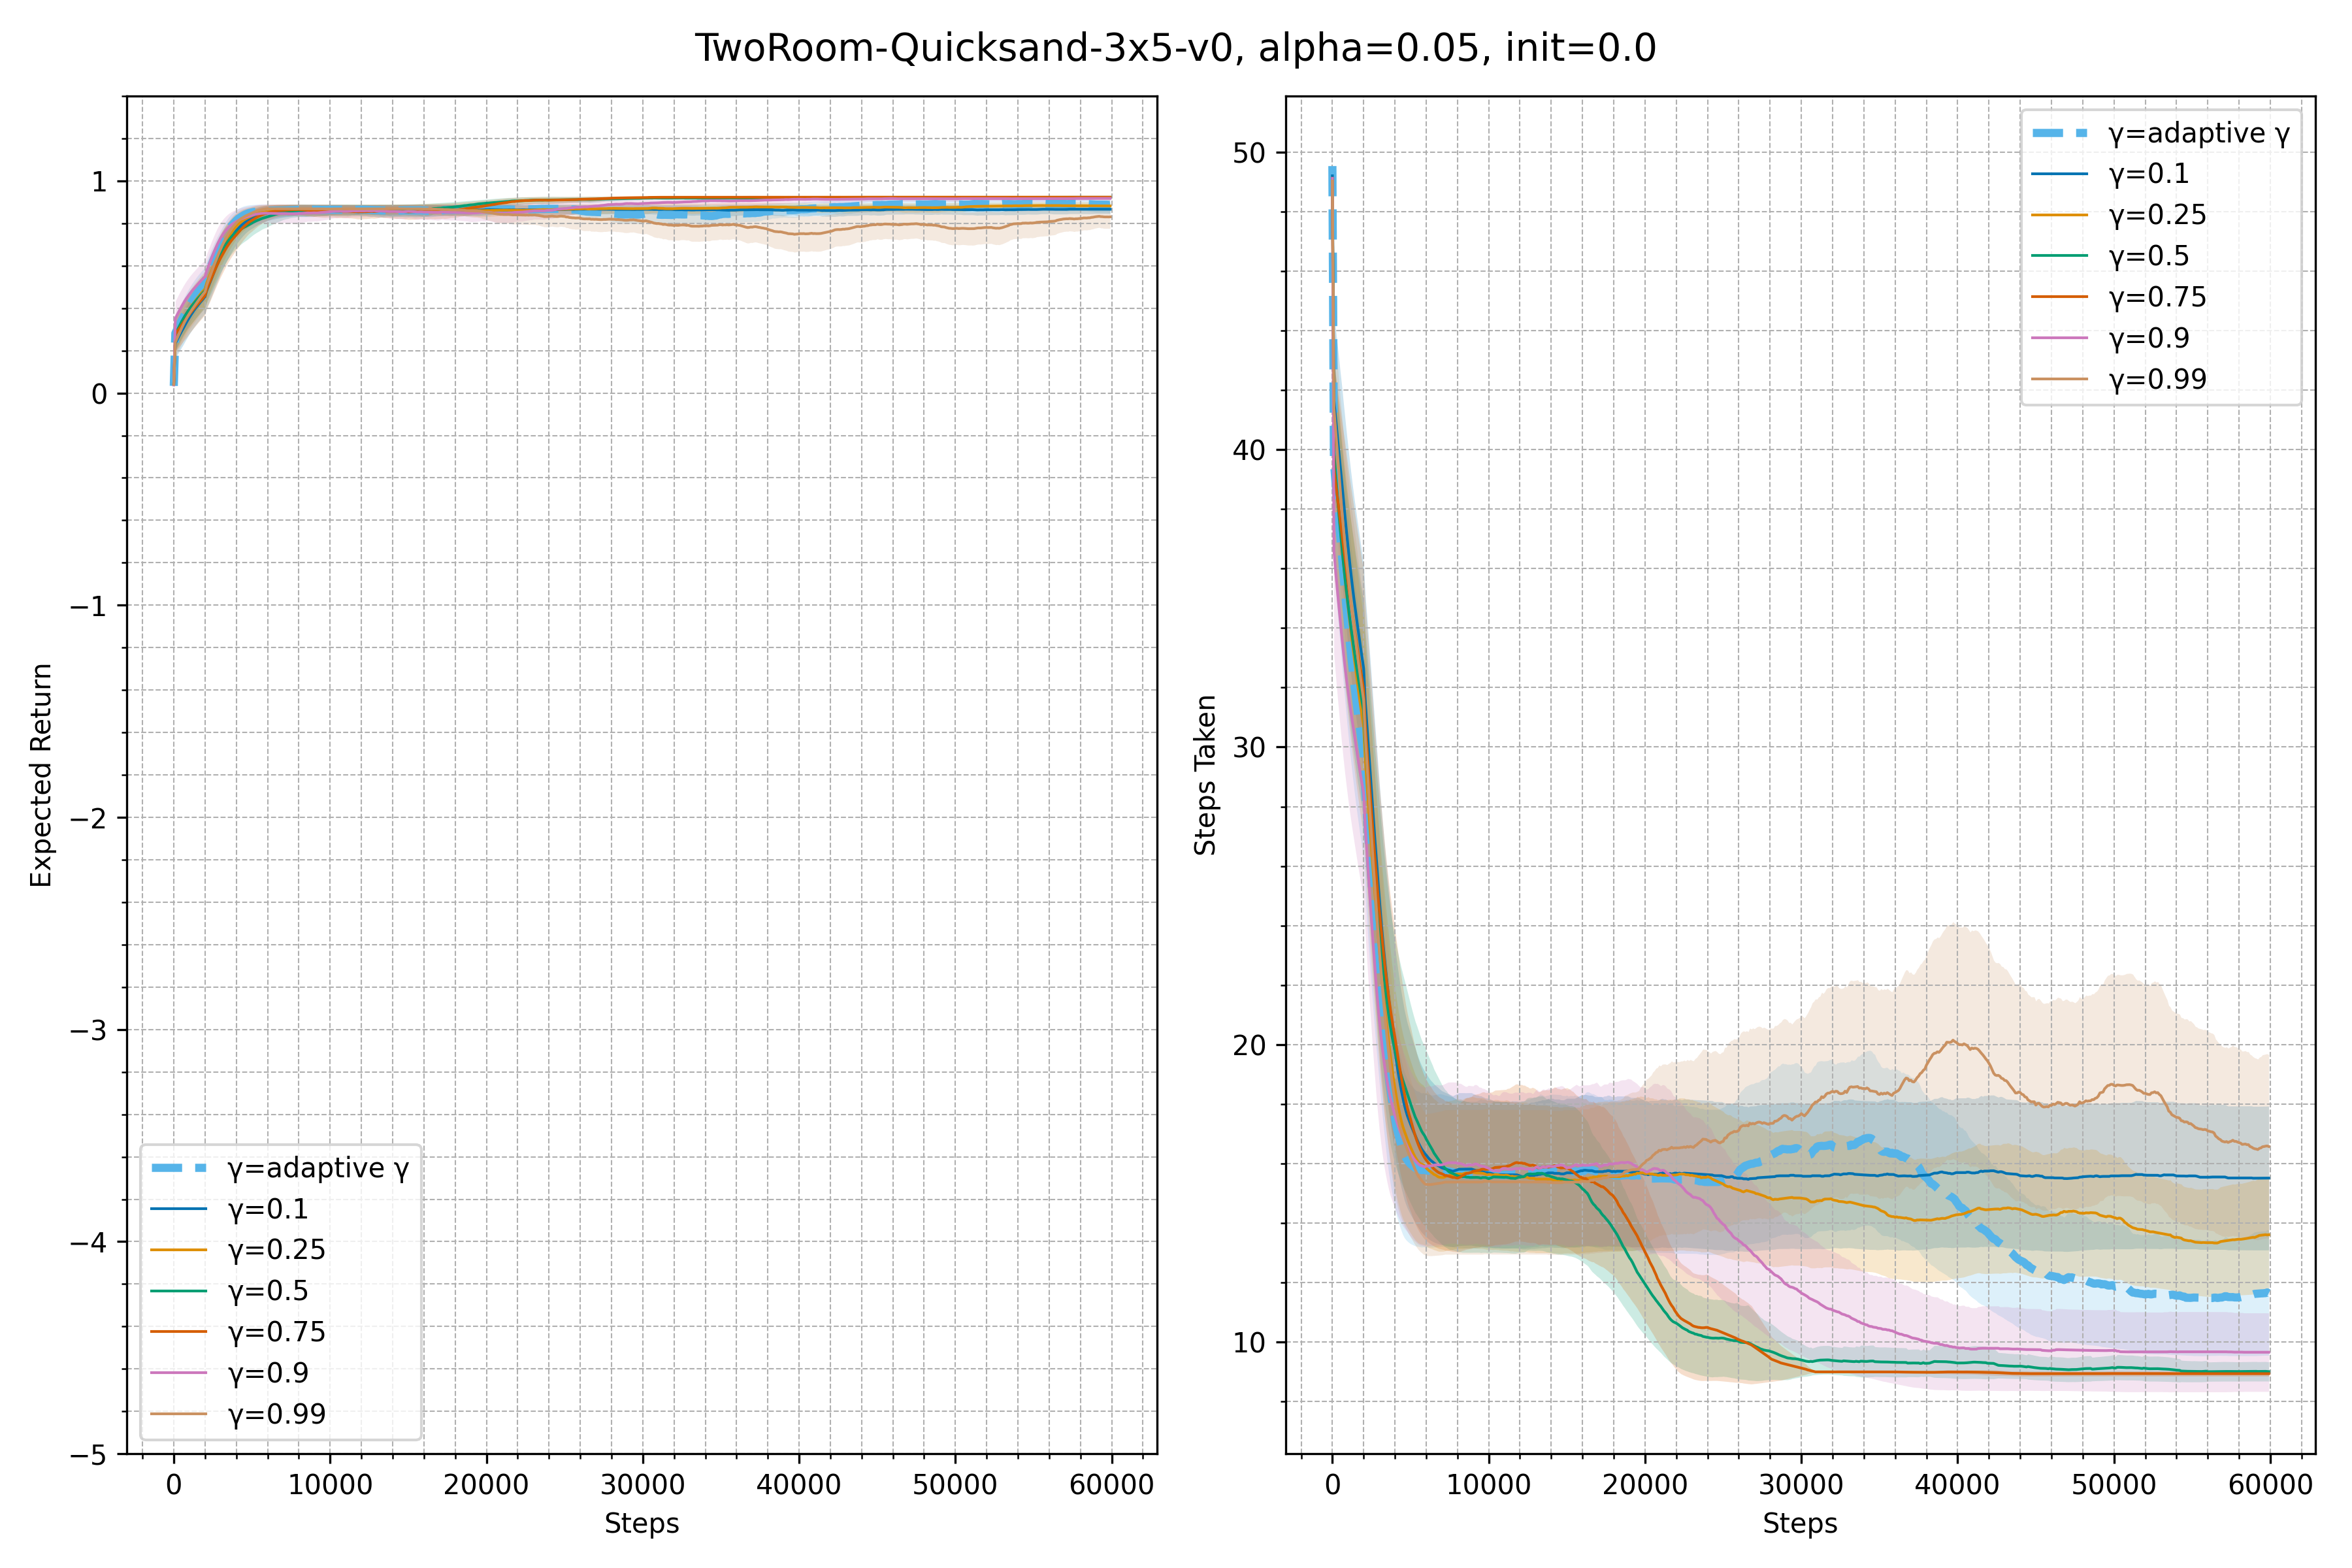 TwoRoom-Quicksand-3x5-v0, alpha=0.05, init=0.0
Expected Return
1
0
−1
−2
−3
−4
−5
γ=adaptive γ
γ=0.1
γ=0.25
γ=0.5
γ=0.75
γ=0.9
γ=0.99
0 10000 20000 30000 40000 50000 60000
Steps
Steps Taken
50
40
30
20
10
γ=adaptive γ
γ=0.1
γ=0.25
γ=0.5
γ=0.75
γ=0.9
γ=0.99
0 10000 20000 30000 40000 50000 60000
Steps